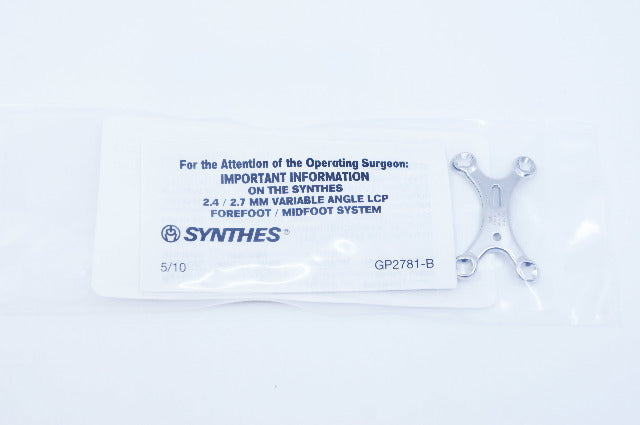 For the Attention of the Operating Surgeon:
IMPORTANT INFORMATION
ON THE SYNTHES
2.4 / 2.7 MM VARIABLE ANGLE LCP
FOREFOOT / MIDFOOT SYSTEM
SYNTHES®
5/10 GP2781-B